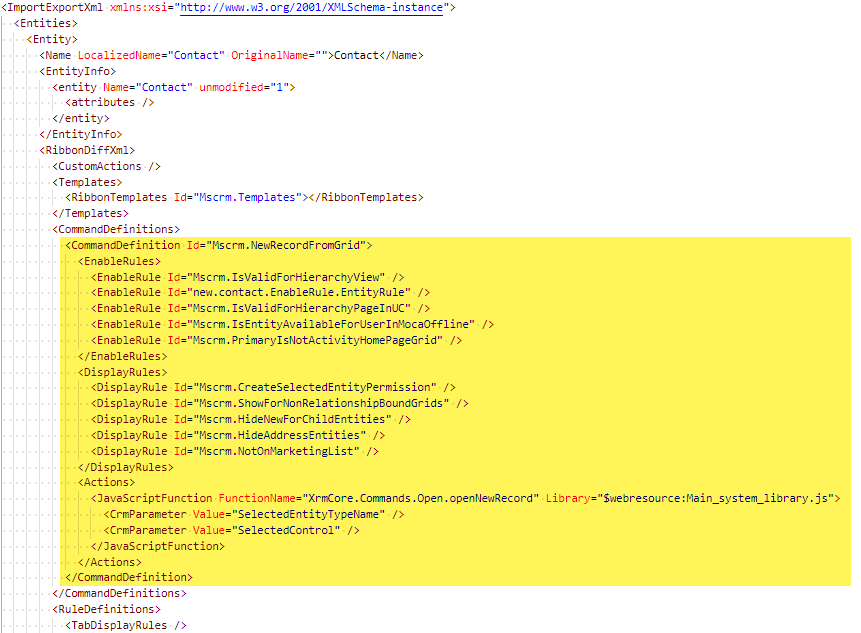 <ImportExportXml xmlns:xsi="http://www.w3.org/2001/XMLSchema-instance">
<Entities>
<Entity>
<Name LocalizedName="Contact" OriginalName="">Contact</Name>
<EntityInfo>
<entity Name="Contact" unmodified="1">
<attributes />
</entity>
</EntityInfo>
<RibbonDiffXml>
<CustomActions />
<Templates>
<RibbonTemplates Id="Mscrm.Templates"></RibbonTemplates>
</Templates>
<CommandDefinitions>
<CommandDefinition Id="Mscrm.NewRecordFromGrid">
<EnableRules>
<EnableRule Id="Mscrm.IsValidForHierarchyView" />
<EnableRule Id="new.contact.EnableRule.EntityRule" />
<EnableRule Id="Mscrm.IsValidForHierarchyPageInUC" />
<EnableRule Id="Mscrm.IsEntityAvailableForUserInMocaOffline" />
<EnableRule Id="Mscrm.PrimaryIsNotActivityHomePageGrid" />
</EnableRules>
<DisplayRules>
<DisplayRule Id="Mscrm.CreateSelectedEntityPermission" />
<DisplayRule Id="Mscrm.ShowForNonRelationshipBoundGrids" />
<DisplayRule Id="Mscrm.HideNewForChildEntities" />
<DisplayRule Id="Mscrm.HideAddressEntities" />
<DisplayRule Id="Mscrm.NotOnMarketingList" />
</DisplayRules>
<Actions>
<JavaScriptFunction FunctionName="XrmCore.Commands.Open.openNewRecord" Library="$webresource:Main_system_library.js">
<CrmParameter Value="SelectedEntityTypeName" />
<CrmParameter Value="SelectedControl" />
</JavaScriptFunction>
</Actions>
</CommandDefinition>
</CommandDefinitions>
<RuleDefinitions>
<TabDisplayRules />